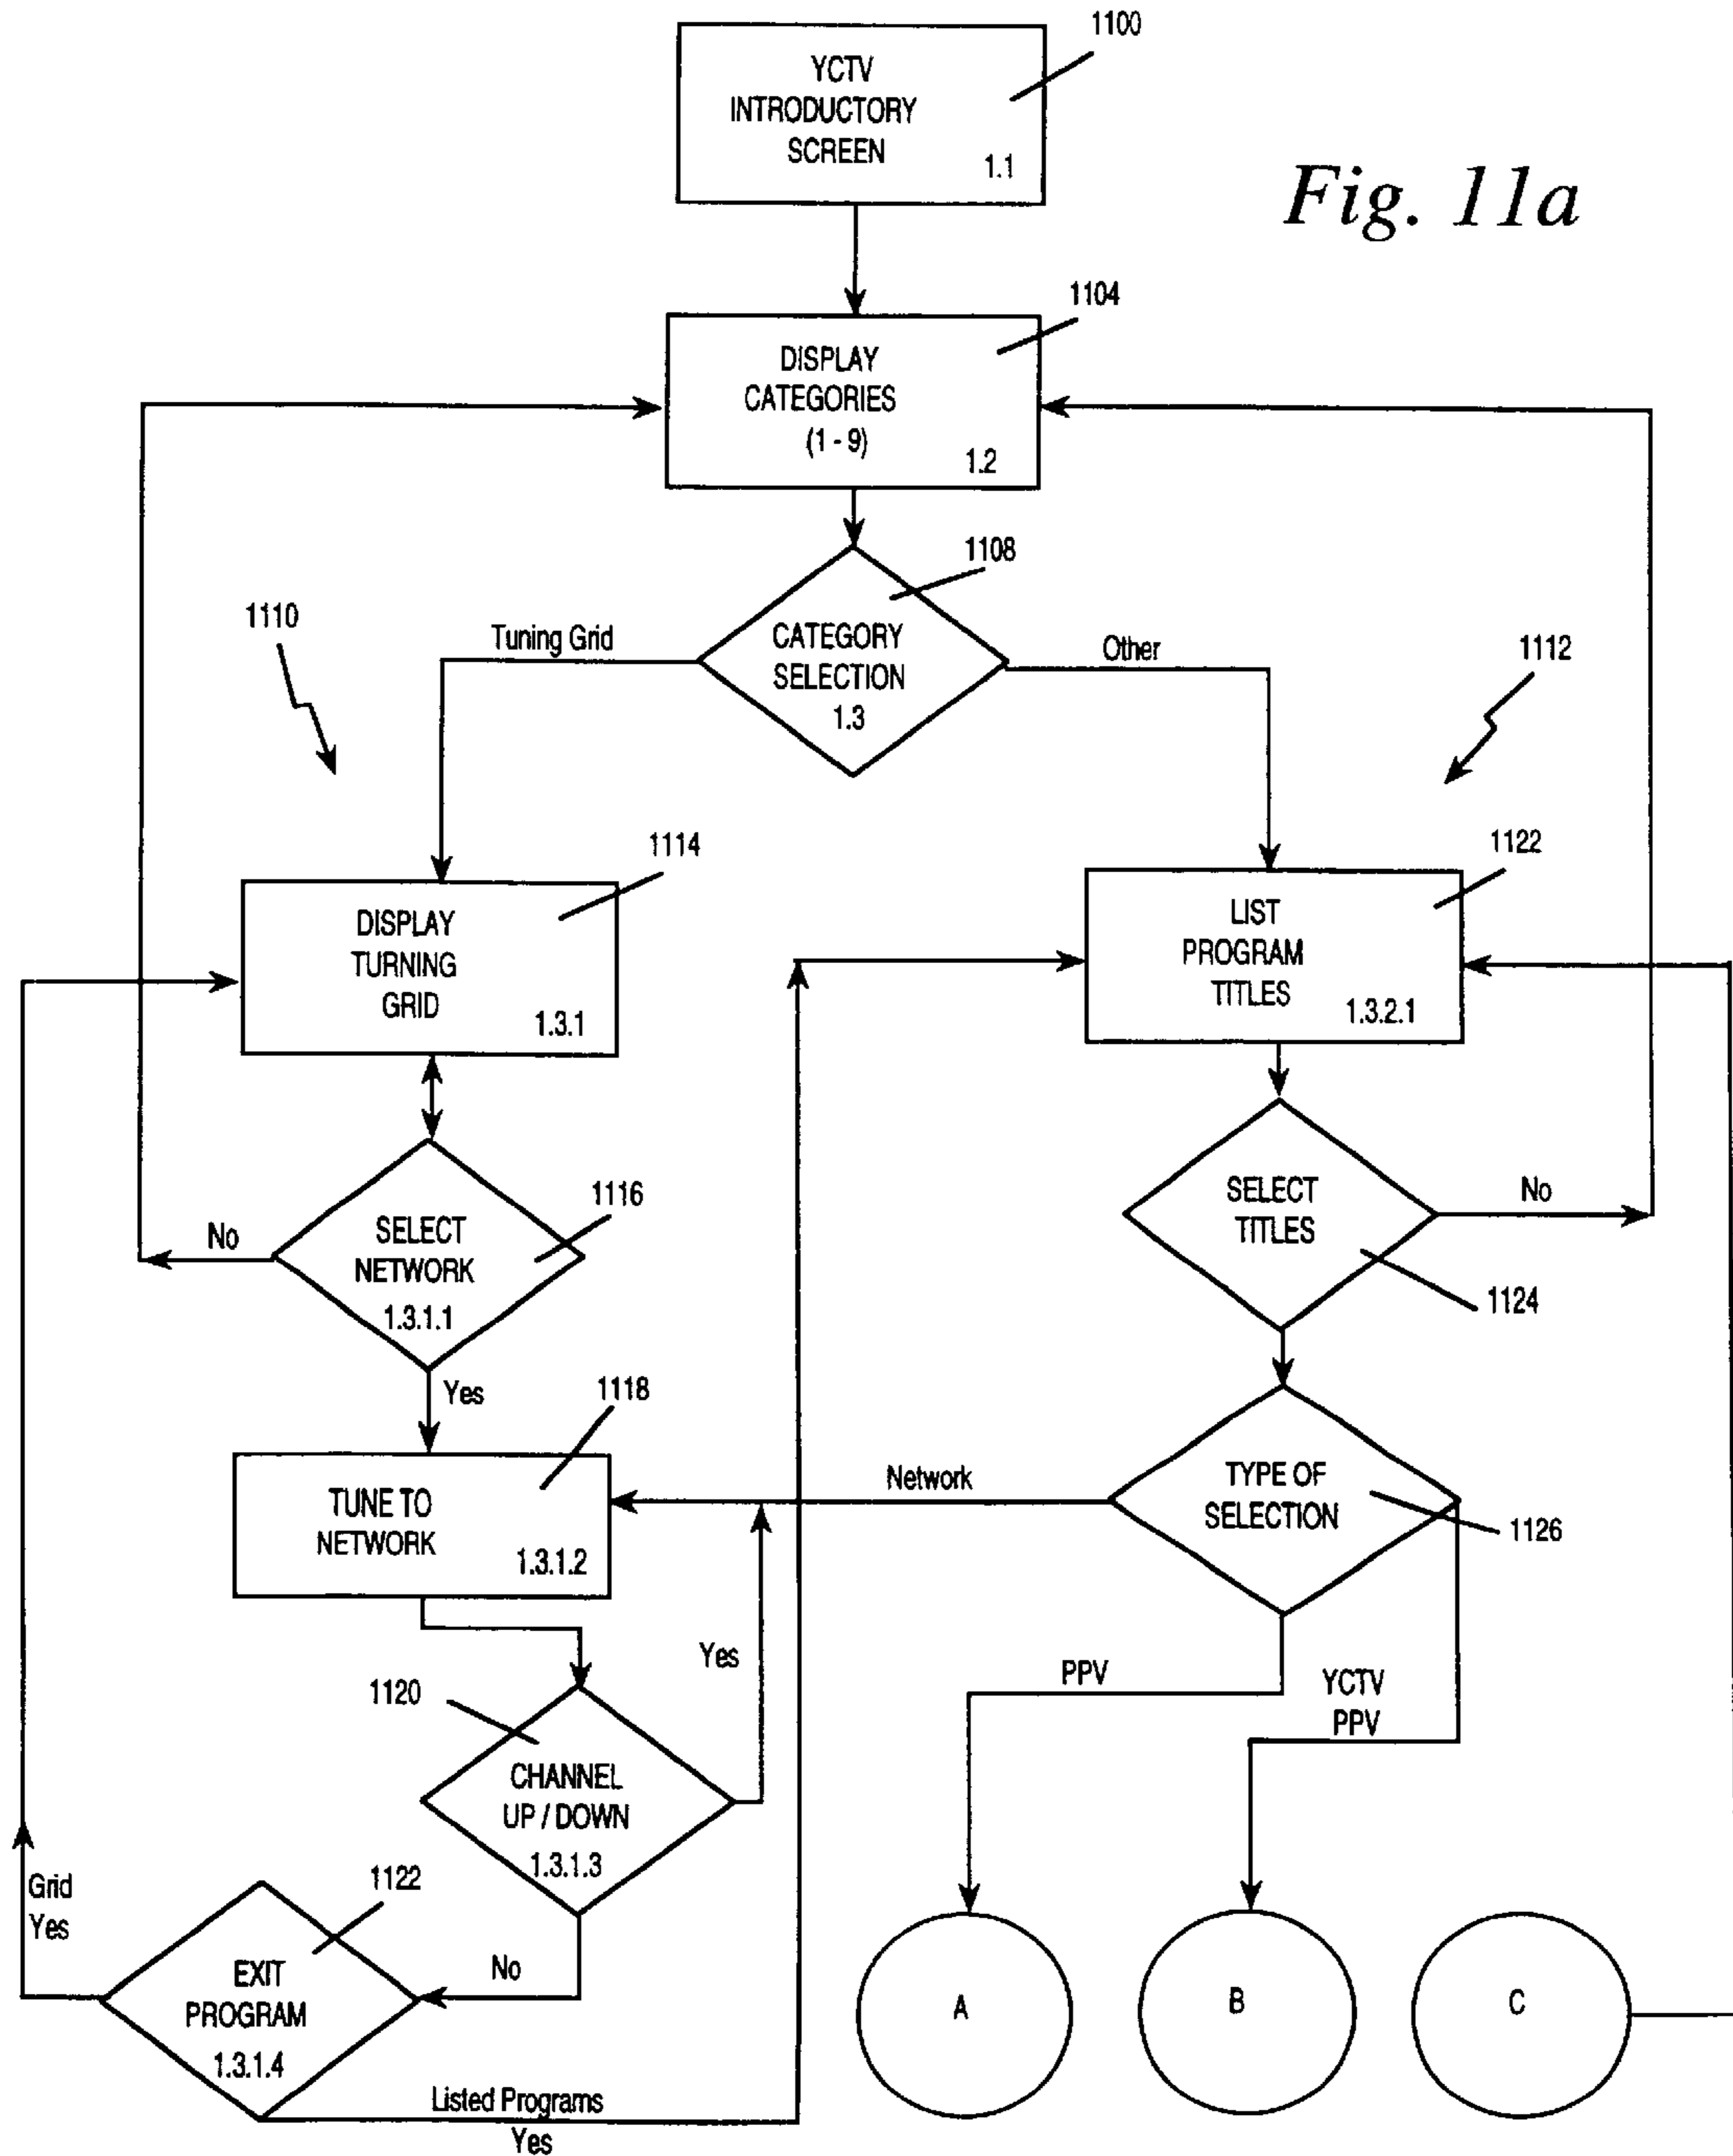 1100
YCTV
INTRODUCTORY
SCREEN
1.1
Fig. 11a
1104
DISPLAY
CATEGORIES
(1 - 9)
1.2
1108
1110
Tuning Grid
CATEGORY
SELECTION
1.3
Other
1112
1114
DISPLAY
TURNING
GRID
1.3.1
1122
LIST
PROGRAM
TITLES
1.3.2.1
1116
No
SELECT
NETWORK
1.3.1.1
Yes
SELECT
TITLES
No
1124
1118
TUNE TO
NETWORK
1.3.1.2
Network
TYPE OF
SELECTION
1126
Yes
PPV
YCTV
PPV
1120
CHANNEL
UP / DOWN
1.3.1.3
Grid
Yes
1122
No
EXIT
PROGRAM
1.3.1.4
Listed Programs
Yes
A
B
C